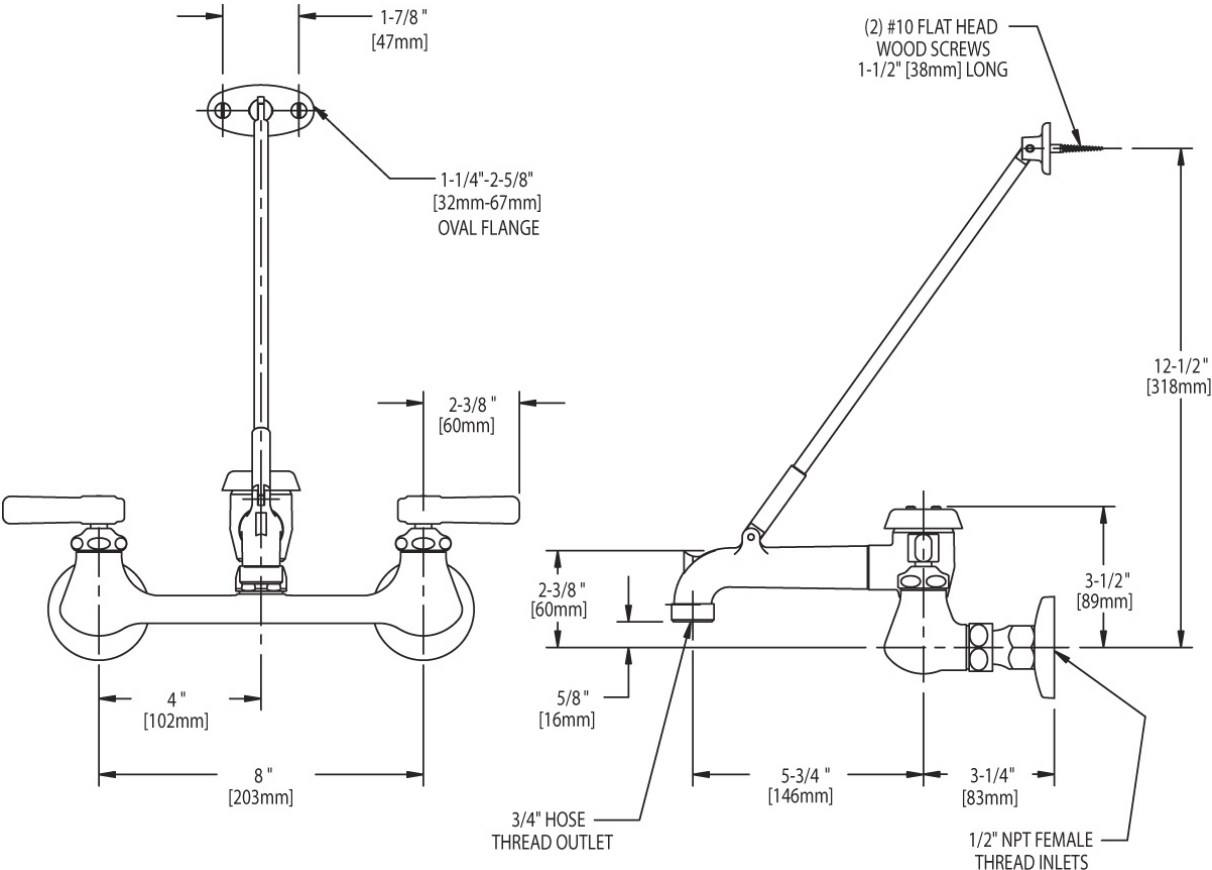 1-7/8 "
[47mm]
(2) #10 FLAT HEAD
WOOD SCREWS
1-1/2" [38mm] LONG
1-1/4"-2-5/8"
[32mm-67mm]
OVAL FLANGE
12-1/2"
[318mm]
2-3/8 "
[60mm]
2-3/8 "
[60mm]
3-1/2"
[89mm]
4 "
[102mm]
5/8"
[16mm]
8 "
[203mm]
5-3/4 "
[146mm]
3-1/4"
[83mm]
3/4" HOSE
THREAD OUTLET
1/2" NPT FEMALE
THREAD INLETS